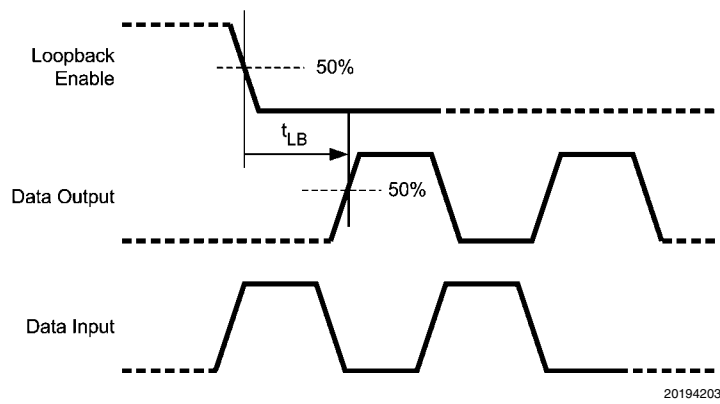 Loopback
Enable
50%
tLB
Data Output
50%
Data Input
20194203